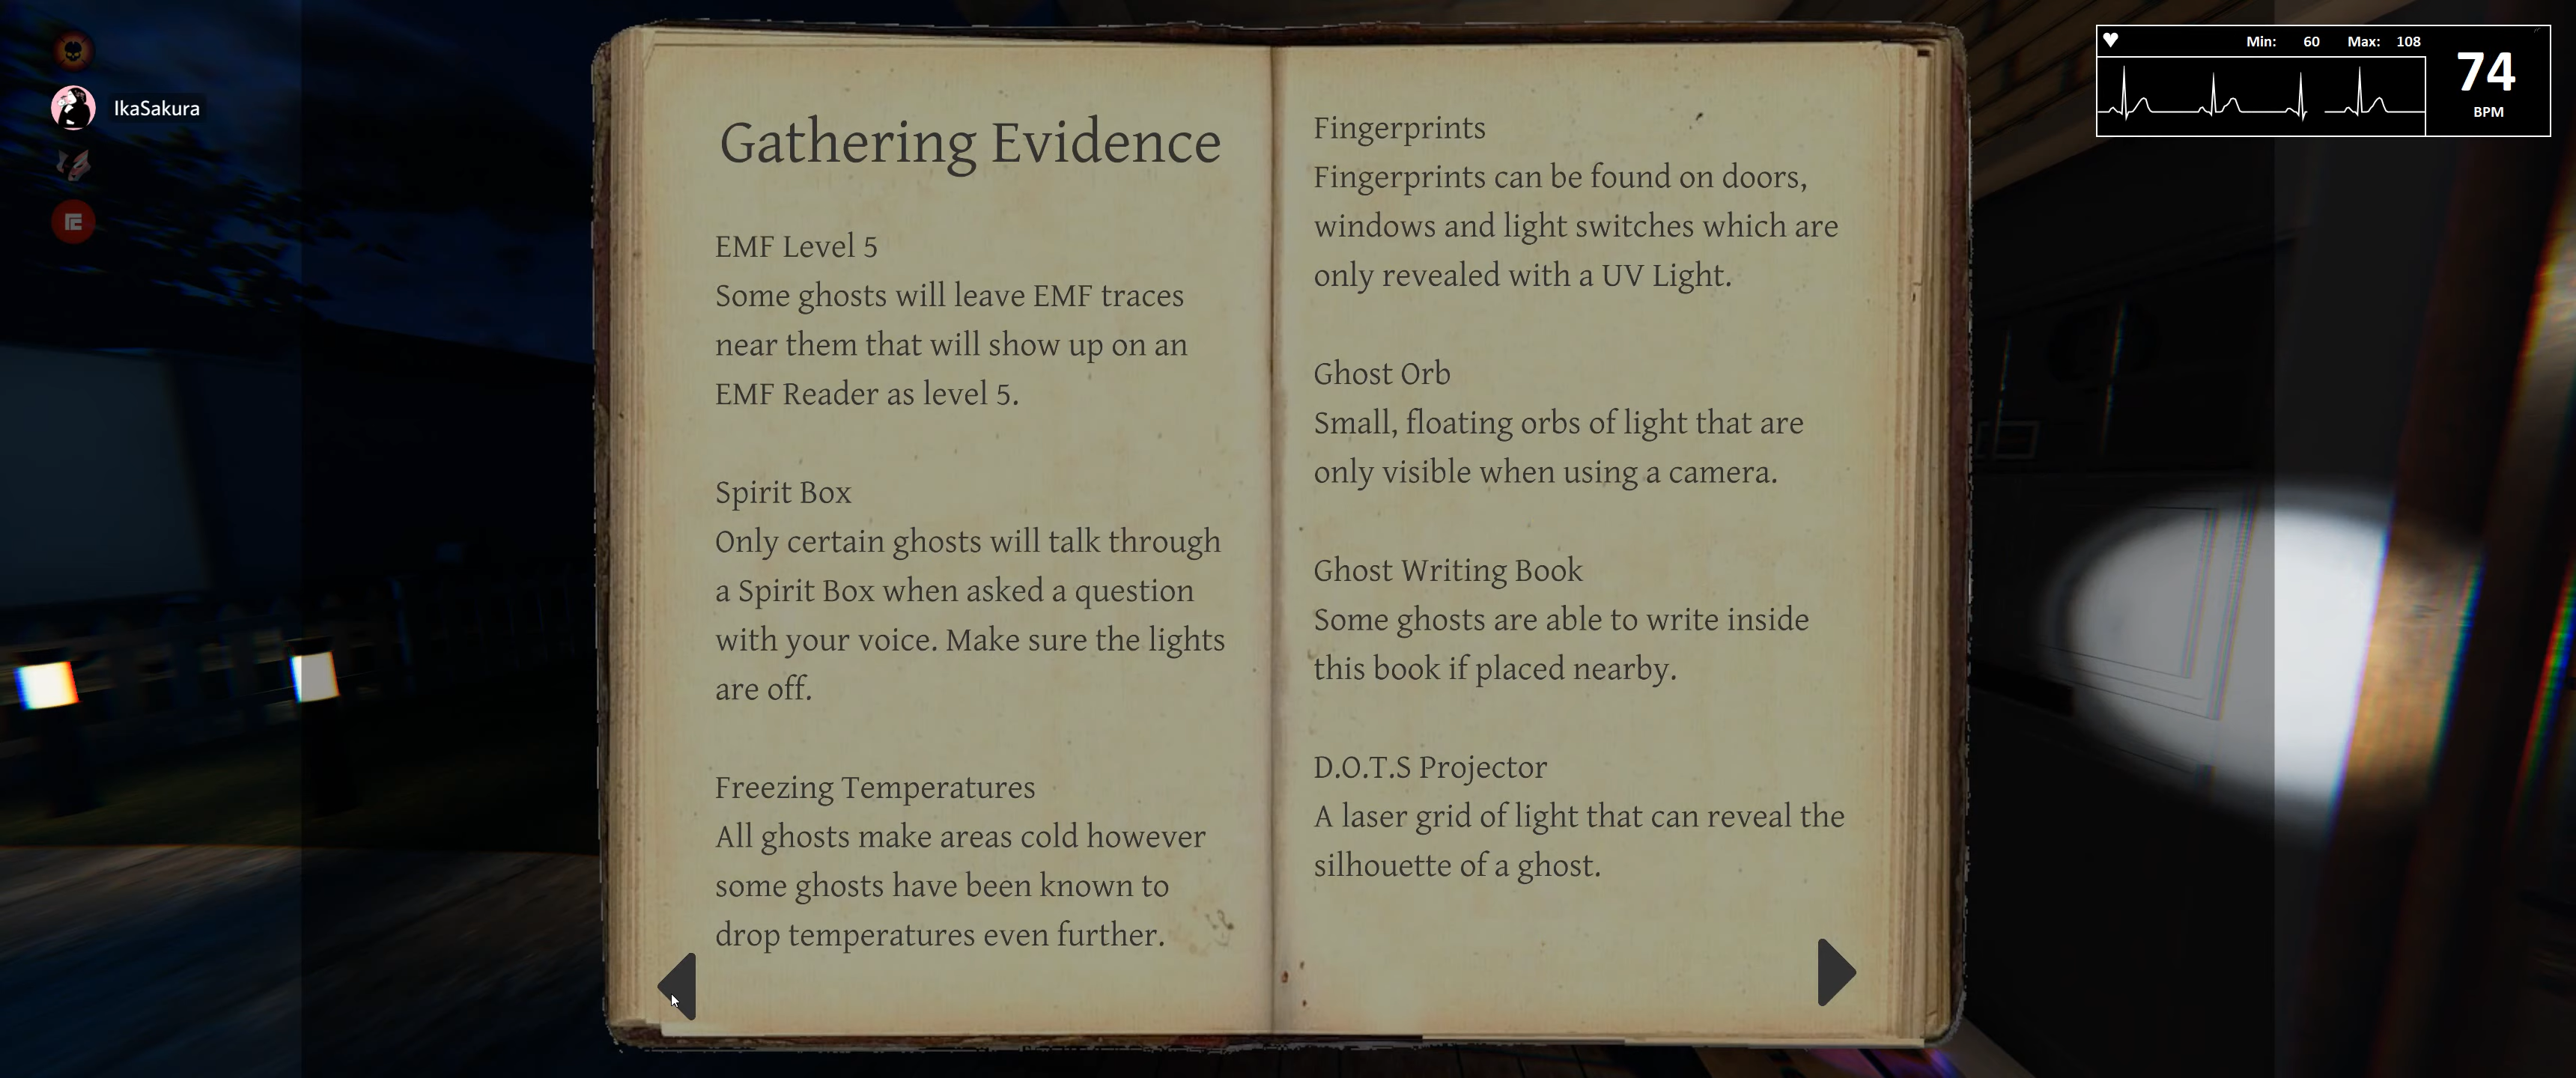 IkaSakura
Min: 60 Max: 108
74
BPM
Gathering Evidence
EMF Level 5
Some ghosts will leave EMF traces
near them that will show up on an
EMF Reader as level 5.
Spirit Box
Only certain ghosts will talk through
a Spirit Box when asked a question
with your voice. Make sure the lights
are off.
Freezing Temperatures
All ghosts make areas cold however
some ghosts have been known to
drop temperatures even further.
Fingerprints
Fingerprints can be found on doors,
windows and light switches which are
only revealed with a UV Light.
Ghost Orb
Small, floating orbs of light that are
only visible when using a camera.
Ghost Writing Book
Some ghosts are able to write inside
this book if placed nearby.
D.O.T.S Projector
A laser grid of light that can reveal the
silhouette of a ghost.